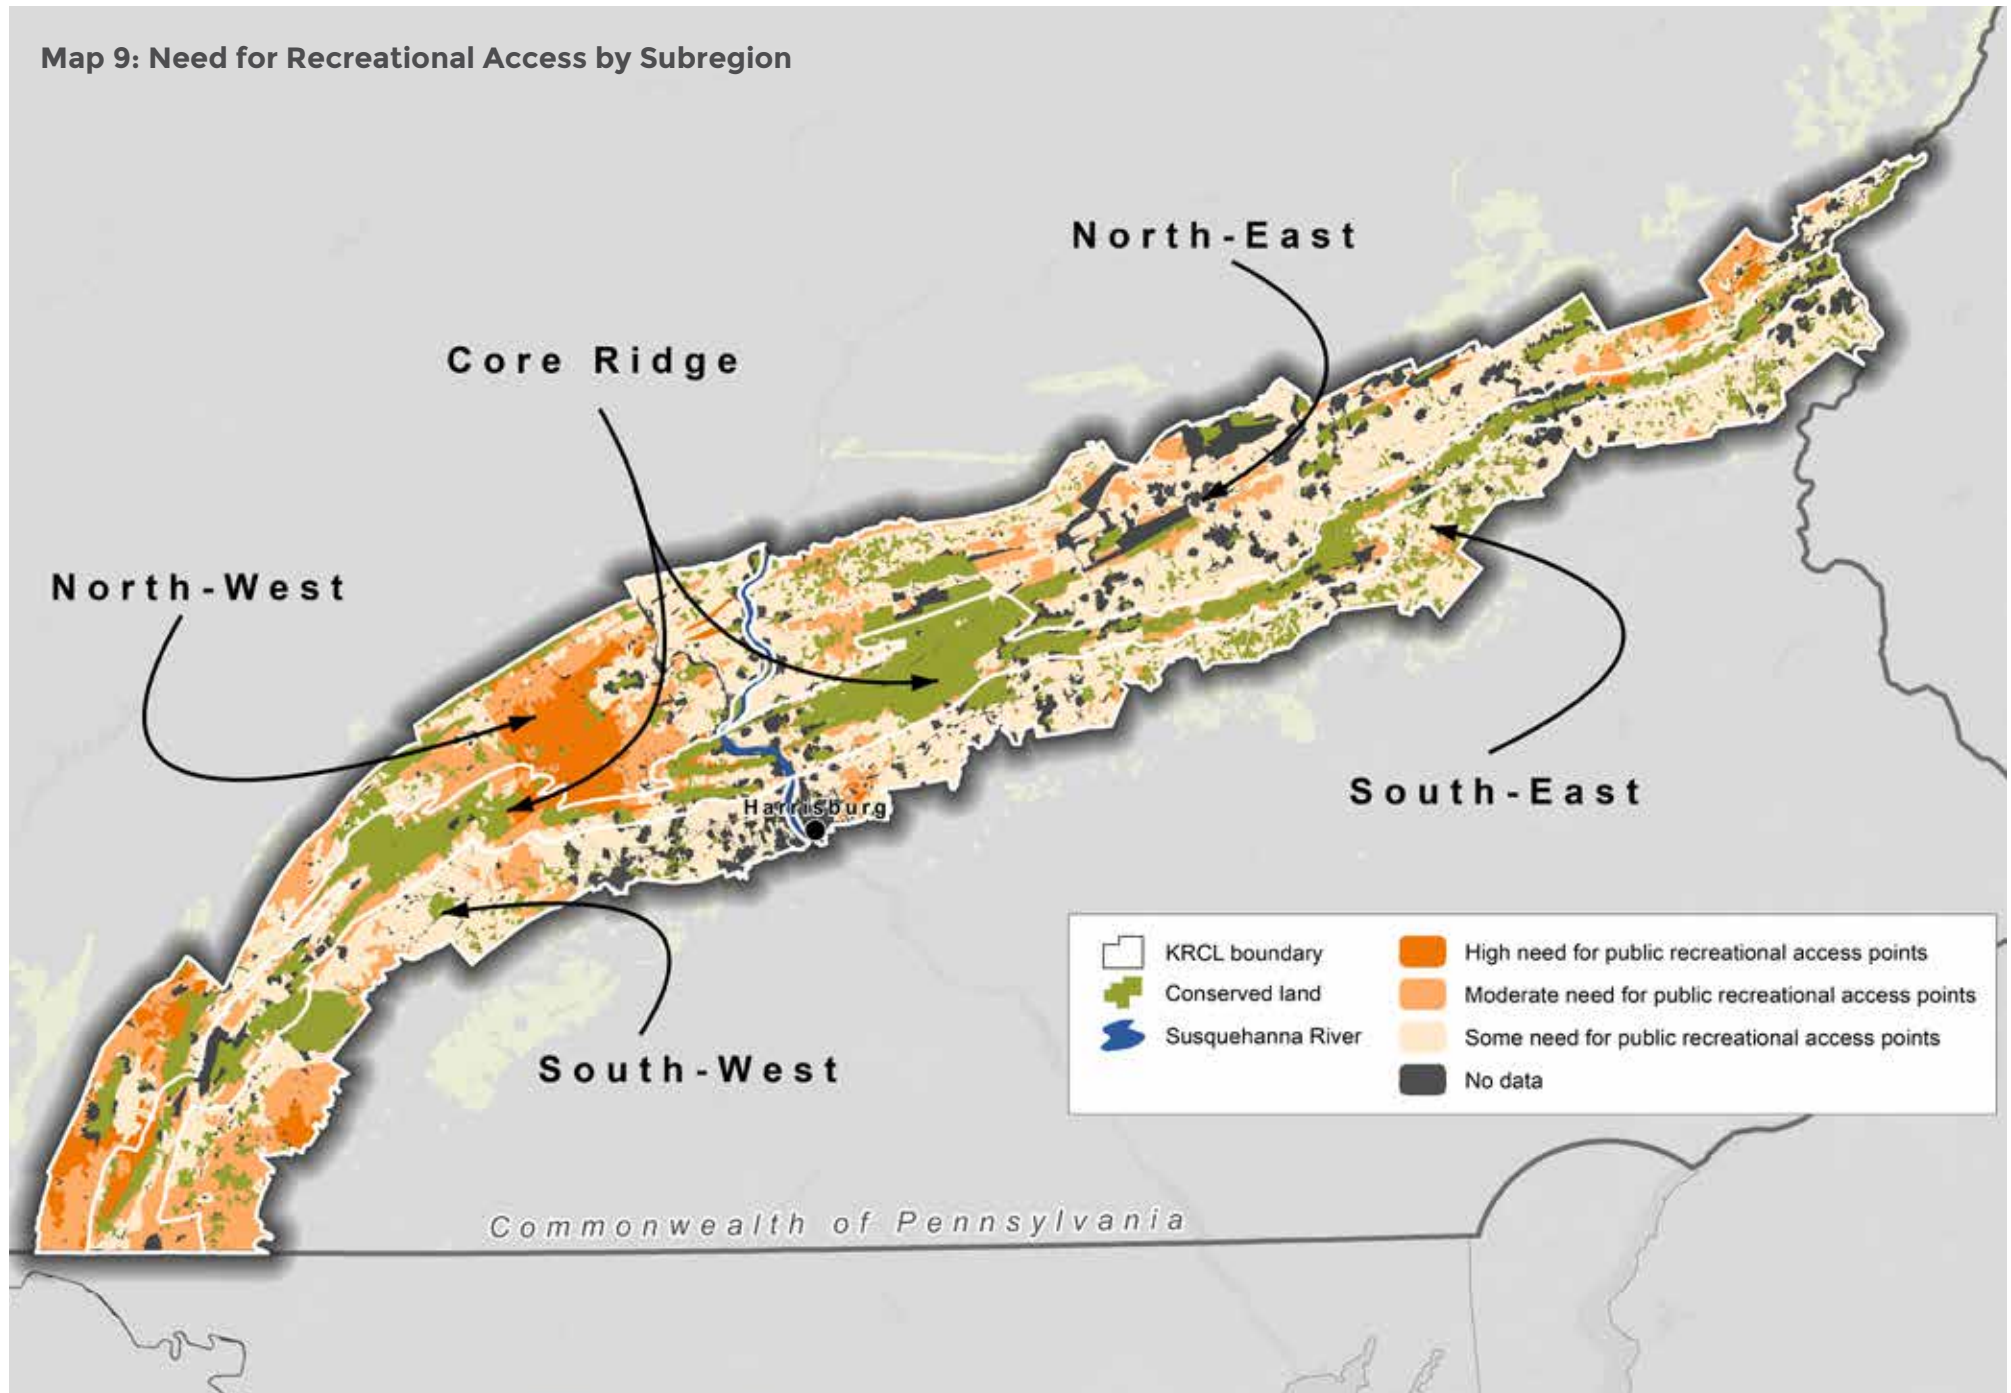 Map 9: Need for Recreational Access by Subregion
North-East
Core Ridge
North-West
Harrisburg
South-East
South-West
KRCL boundary
Conserved land
Susquehanna River
High need for public recreational access points
Moderate need for public recreational access points
Some need for public recreational access points
No data
Commonwealth of Pennsylvania